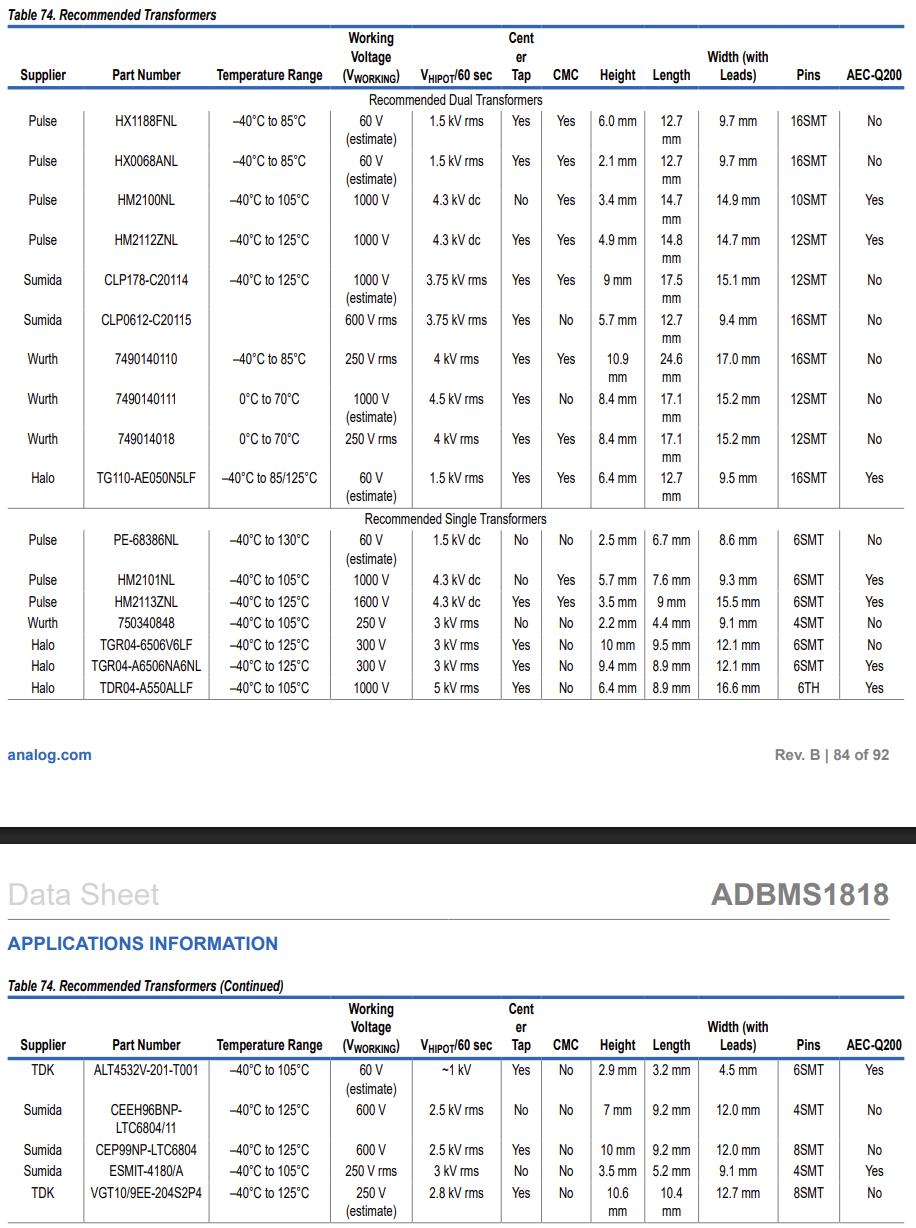 Table 74. Recommended Transformers
Supplier Part Number Temperature Range Working Voltage (VWORKING) VHIPOT/60 sec Cent er Tap CMC Height Length Width (with Leads) Pins AEC-Q200
Recommended Dual Transformers
Pulse HX1188FNL –40°C to 85°C 60 V (estimate) 1.5 kV rms Yes Yes 6.0 mm 12.7 mm 9.7 mm 16SMT No
Pulse HX0068ANL –40°C to 85°C 60 V (estimate) 1.5 kV rms Yes Yes 2.1 mm 12.7 mm 9.7 mm 16SMT No
Pulse HM2100NL –40°C to 105°C 1000 V 4.3 kV dc No Yes 3.4 mm 14.7 mm 14.9 mm 10SMT Yes
Pulse HM2112ZNL –40°C to 125°C 1000 V 4.3 kV dc Yes Yes 4.9 mm 14.8 mm 14.7 mm 12SMT Yes
Sumida CLP178-C20114 –40°C to 125°C 1000 V (estimate) 3.75 kV rms Yes Yes 9 mm 17.5 mm 15.1 mm 12SMT No
Sumida CLP0612-C20115 600 V rms 3.75 kV rms Yes No 5.7 mm 12.7 mm 9.4 mm 16SMT No
Wurth 7490140110 –40°C to 85°C 250 V rms 4 kV rms Yes Yes 10.9 mm 24.6 mm 17.0 mm 16SMT No
Wurth 7490140111 0°C to 70°C 1000 V (estimate) 4.5 kV rms Yes No 8.4 mm 17.1 mm 15.2 mm 12SMT No
Wurth 749014018 0°C to 70°C 250 V rms 4 kV rms Yes Yes 8.4 mm 17.1 mm 15.2 mm 12SMT No
Halo TG110-AE050N5LF –40°C to 85/125°C 60 V (estimate) 1.5 kV rms Yes Yes 6.4 mm 12.7 mm 9.5 mm 16SMT Yes
Recommended Single Transformers
Pulse PE-68386NL –40°C to 130°C 60 V (estimate) 1.5 kV dc No No 2.5 mm 6.7 mm 8.6 mm 6SMT No
Pulse HM2101NL –40°C to 105°C 1000 V 4.3 kV dc No Yes 5.7 mm 7.6 mm 9.3 mm 6SMT Yes
Pulse HM2113ZNL –40°C to 125°C 1600 V 4.3 kV dc Yes Yes 3.5 mm 9 mm 15.5 mm 6SMT Yes
Wurth 750340848 –40°C to 105°C 250 V 3 kV rms No No 2.2 mm 4.4 mm 9.1 mm 4SMT No
Halo TGR04-6506V6LF –40°C to 125°C 300 V 3 kV rms Yes No 10 mm 9.5 mm 12.1 mm 6SMT No
Halo TGR04-A6506NA6NL –40°C to 125°C 300 V 3 kV rms Yes No 9.4 mm 8.9 mm 12.1 mm 6SMT Yes
Halo TDR04-A550ALLF –40°C to 105°C 1000 V 5 kV rms Yes No 6.4 mm 8.9 mm 16.6 mm 6TH Yes
analog.com Rev. B | 84 of 92
Data Sheet ADBMS1818
APPLICATIONS INFORMATION
Table 74. Recommended Transformers (Continued)
Supplier Part Number Temperature Range Working Voltage (VWORKING) VHIPOT/60 sec Cent er Tap CMC Height Length Width (with Leads) Pins AEC-Q200
TDK ALT4532V-201-T001 –40°C to 105°C 60 V (estimate) ~1 kV Yes No 2.9 mm 3.2 mm 4.5 mm 6SMT Yes
Sumida CEEH96BNP-LTC6804/11 –40°C to 125°C 600 V 2.5 kV rms No No 7 mm 9.2 mm 12.0 mm 4SMT No
Sumida CEP99NP-LTC6804 –40°C to 125°C 600 V 2.5 kV rms Yes No 10 mm 9.2 mm 12.0 mm 8SMT No
Sumida ESMIT-4180/A –40°C to 105°C 250 V rms 3 kV rms No No 3.5 mm 5.2 mm 9.1 mm 4SMT Yes
TDK VGT10/9EE-204S2P4 –40°C to 125°C 250 V (estimate) 2.8 kV rms Yes No 10.6 mm 10.4 mm 12.7 mm 8SMT No